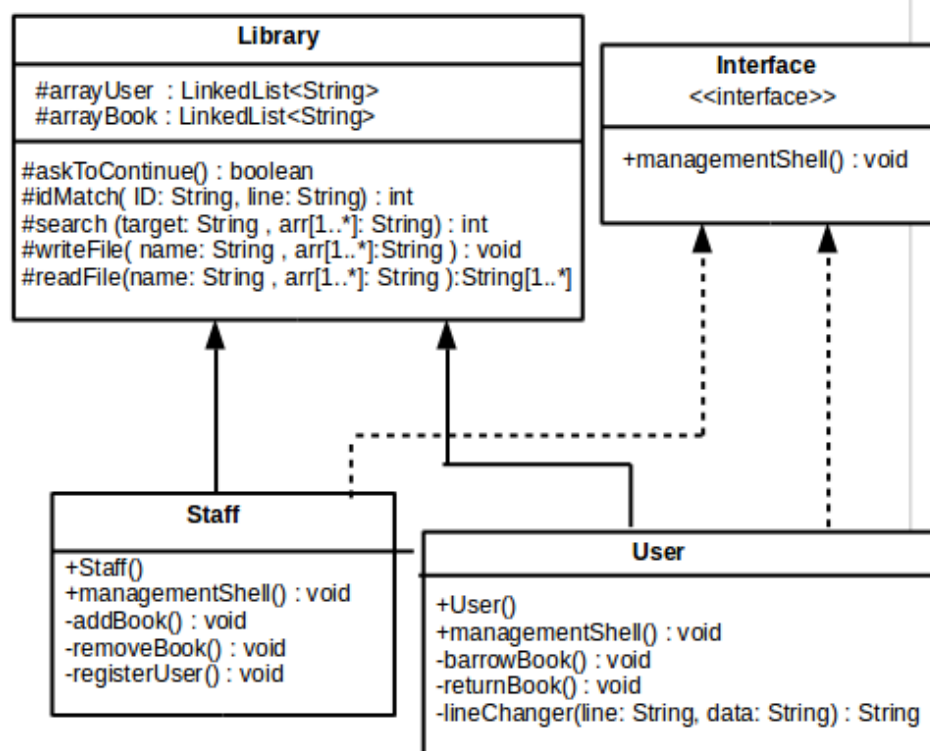 Library
#arrayUser : LinkedList<String>
#arrayBook : LinkedList<String>
#askToContinue() : boolean
#idMatch( ID: String, line: String) : int
#search (target: String , arr[1..*]: String) : int
#writeFile( name: String , arr[1..*]:String ) : void
#readFile(name: String , arr[1..*]: String ):String[1..*]
Interface
<<interface>>
+managementShell() : void
Staff
+Staff()
+managementShell() : void
-addBook() : void
-removeBook() : void
-registerUser() : void
User
+User()
+managementShell() : void
-barrowBook() : void
-returnBook() : void
-lineChanger(line: String, data: String) : String